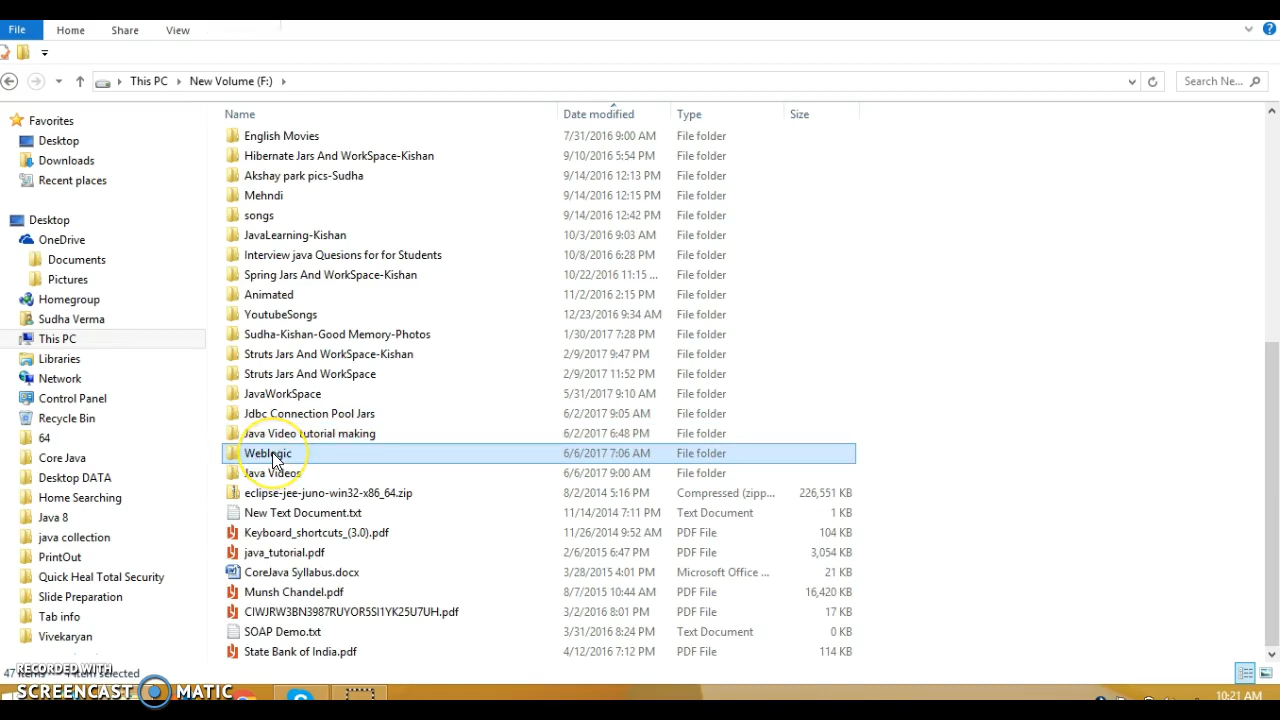 File Home Share View
This PC New Volume (F:) Search Ne...
Name Date modified Type Size
Favorites
Desktop
Downloads
Recent places
Desktop
OneDrive
Documents
Pictures
Homegroup
Sudha Verma
This PC
Libraries
Network
Control Panel
Recycle Bin
64
Core Java
Desktop DATA
Home Searching
Java 8
java collection
PrintOut
Quick Heal Total Security
Slide Preparation
Tab info
Vivekaryan
English Movies 7/31/2016 9:00 AM File folder
Hibernate Jars And WorkSpace-Kishan 9/10/2016 5:54 PM File folder
Akshay park pics-Sudha 9/14/2016 12:13 PM File folder
Mehndi 9/14/2016 12:15 PM File folder
songs 9/14/2016 12:42 PM File folder
JavaLearning-Kishan 10/3/2016 9:03 AM File folder
Interview java Quesions for for Students 10/8/2016 6:28 PM File folder
Spring Jars And WorkSpace-Kishan 10/22/2016 11:15 ... File folder
Animated 11/2/2016 2:15 PM File folder
YoutubeSongs 12/23/2016 9:34 AM File folder
Sudha-Kishan-Good Memory-Photos 1/30/2017 7:28 PM File folder
Struts Jars And WorkSpace-Kishan 2/9/2017 9:47 PM File folder
Struts Jars And WorkSpace 2/9/2017 11:52 PM File folder
JavaWorkSpace 5/31/2017 9:10 AM File folder
Jdbc Connection Pool Jars 6/2/2017 9:05 AM File folder
Java Video tutorial making 6/2/2017 6:48 PM File folder
Weblogic 6/6/2017 7:06 AM File folder
Java Videos 6/6/2017 9:00 AM File folder
eclipse-jee-juno-win32-x86_64.zip 8/2/2014 5:16 PM Compressed (zipp... 226,551 KB
New Text Document.txt 11/14/2014 7:11 PM Text Document 1 KB
Keyboard_shortcuts_(3.0).pdf 11/26/2014 9:52 AM PDF File 104 KB
java_tutorial.pdf 2/6/2015 6:47 PM PDF File 3,054 KB
CoreJava Syllabus.docx 3/28/2015 4:01 PM Microsoft Office ... 21 KB
Munsh Chandel.pdf 8/7/2015 10:44 AM PDF File 16,420 KB
CIWJRW3BN3987RUYOR5SI1YK25U7UH.pdf 3/2/2016 8:01 PM PDF File 17 KB
SOAP Demo.txt 3/31/2016 8:24 PM Text Document 0 KB
State Bank of India.pdf 4/12/2016 7:12 PM PDF File 114 KB
47 items 1 item selected
RECORDED WITH
SCREENCAST MATIC
10:21 AM